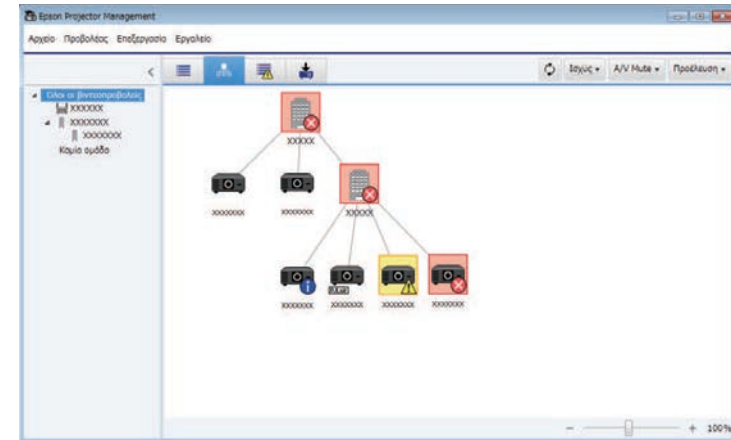 Epson Projector Management
Αρχείο Προβολέας Επεξεργασία Εργαλείο
Ισχύς A/V Mute Προέλευση
Όλοι οι βιντεοπροβολείς
XXXXXX
XXXXXXX
XXXXXXX
Καμία ομάδα
XXXXX
XXXXXXX
XXXXXXX
XXXXX
XXXXXXX
XXXXXXX
XXXXXXX
XXXXXXX
100%